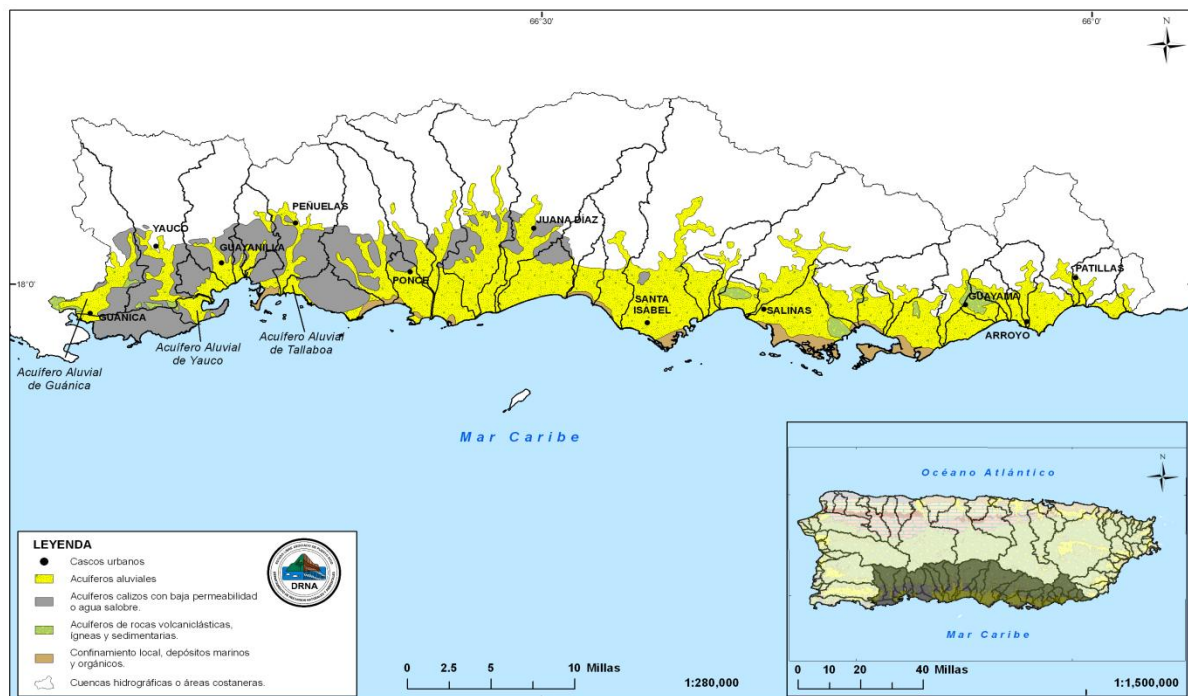 66°30'
66°0'
N
PEÑUELAS
JUANA DÍAZ
YAUCO
GUAYANILLA
PATILLAS
PONCE
18°0'
SANTA
ISABEL
GUAYAMA
SALINAS
GUÁNICA
ARROYO
Acuífero Aluvial
de Tallaboa
Acuífero Aluvial
de Yauco
Acuífero Aluvial
de Guánica
Mar Caribe
N
Océano Atlántico
Mar Caribe
LEYENDA
Cascos urbanos
Acuíferos aluviales
Acuíferos calizos con baja permeabilidad
o agua salobre.
Acuíferos de rocas volcaniclásticas,
ígneas y sedimentarias.
Confinamiento local, depósitos marinos
y orgánicos.
Cuencas hidrográficas o áreas costaneras.
DRNA
0 2.5 5 10 Millas
1:280,000
0 10 20 40 Millas
1:1,500,000